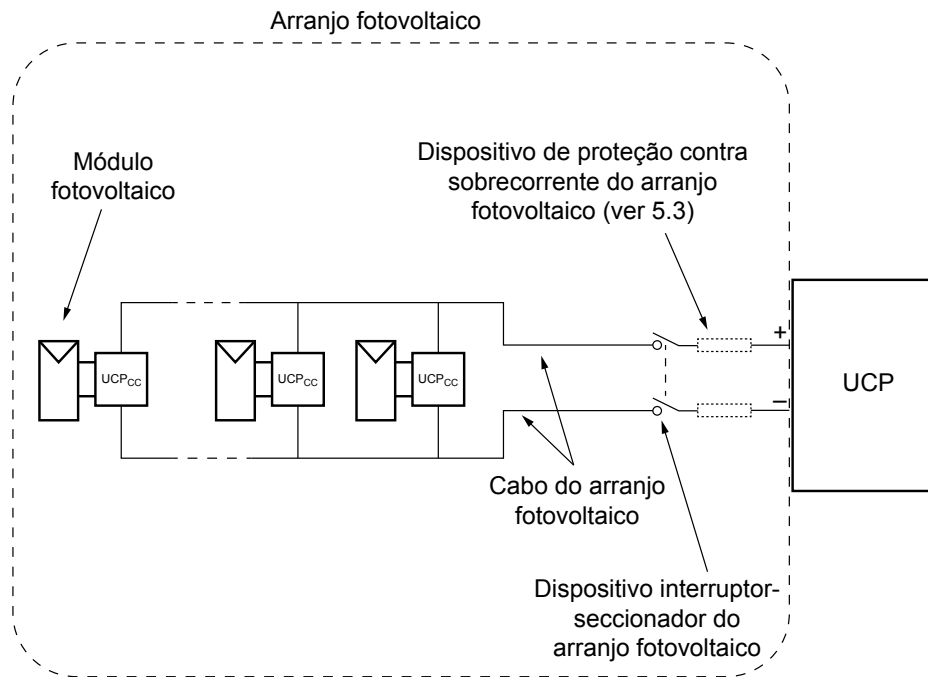 Arranjo fotovoltaico
Módulo
fotovoltaico
Dispositivo de proteção contra
sobrecorrente do arranjo
fotovoltaico (ver 5.3)
UCPCC
UCPCC
UCPCC
+
–
UCP
Cabo do arranjo
fotovoltaico
Dispositivo interruptor-
seccionador do
arranjo fotovoltaico